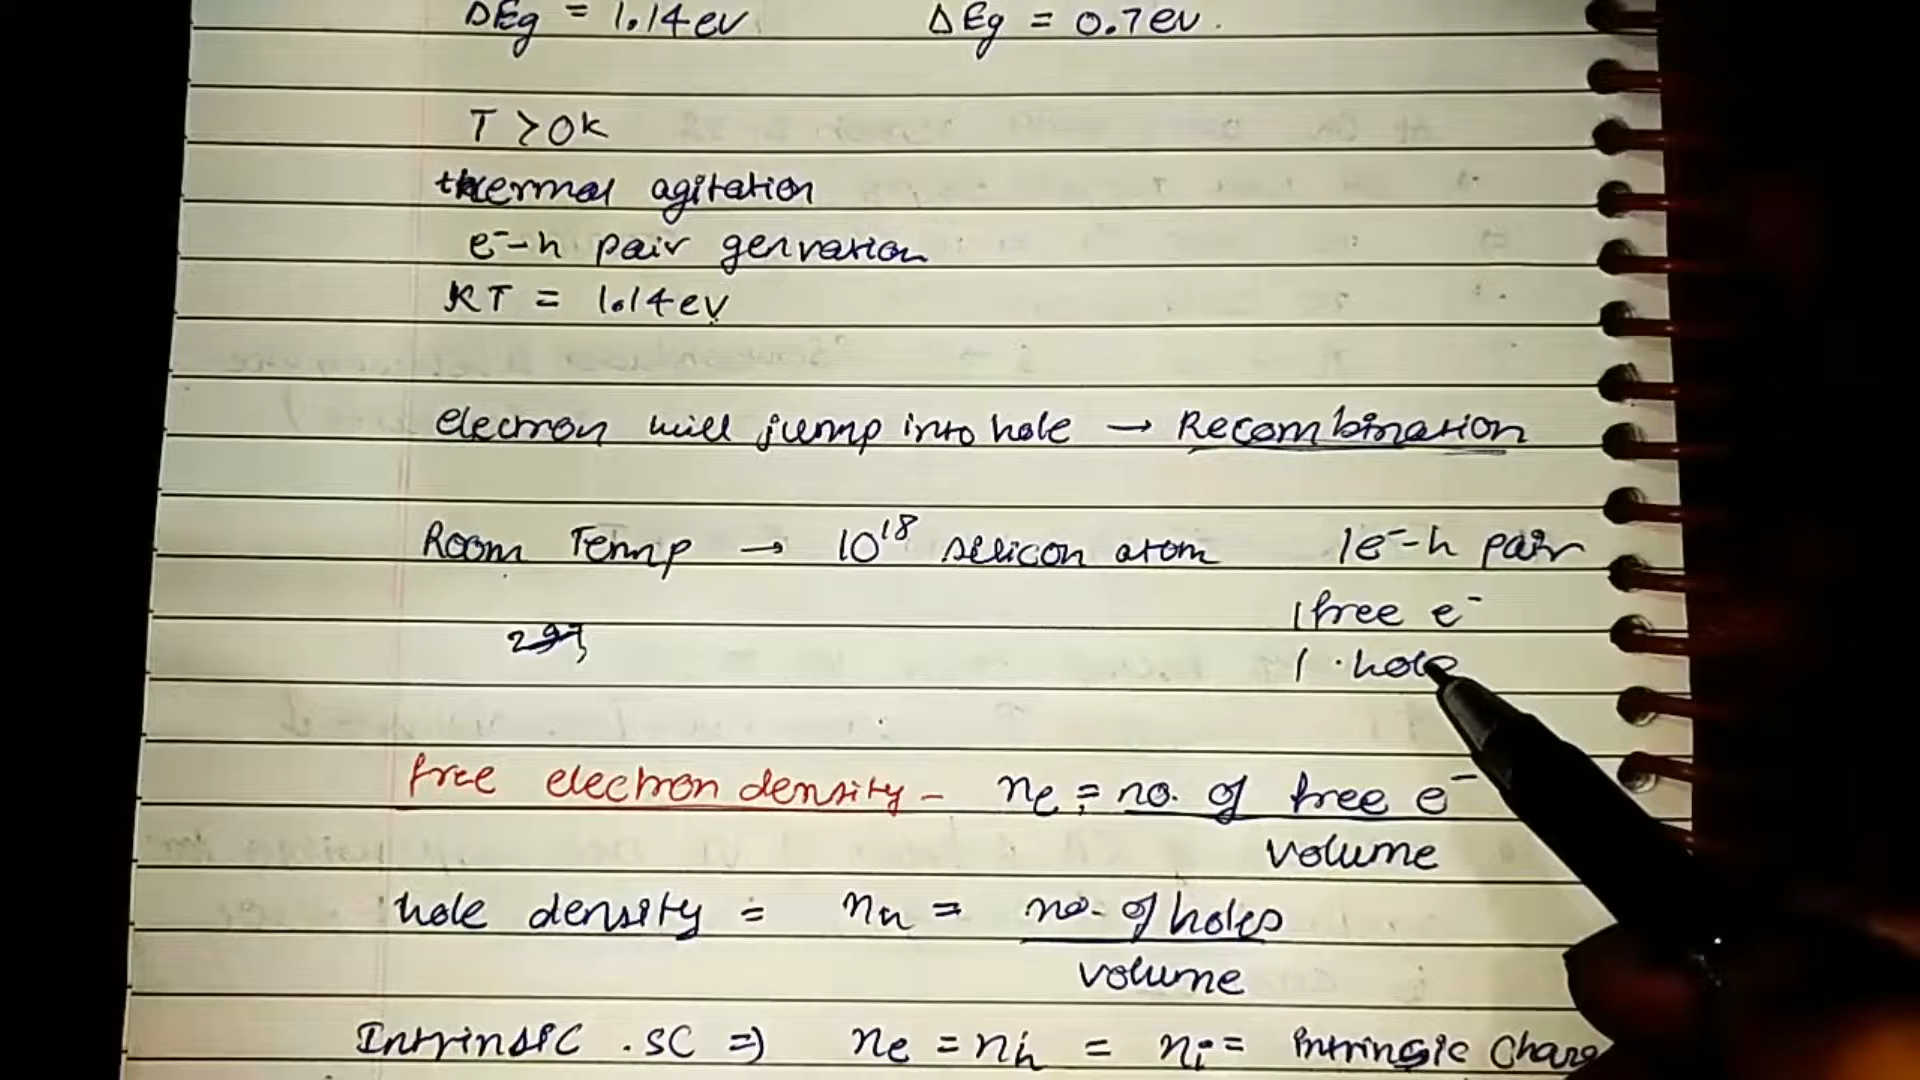 ΔEg = 1.14ev ΔEg = 0.7ev.
T > 0k
thermal agitation
e⁻-h pair genration
KT = 1.14ev
electron will jump into hole → Recombination
Room Temp → 10¹⁸ silicon atom 1e⁻-h pair
1 free e⁻
1 hole
free electron density - ne = no. of free e⁻
volume
hole density = nh = no. of holes
volume
Intrinsic . SC ⇒ ne = nh = ni = intrinsic